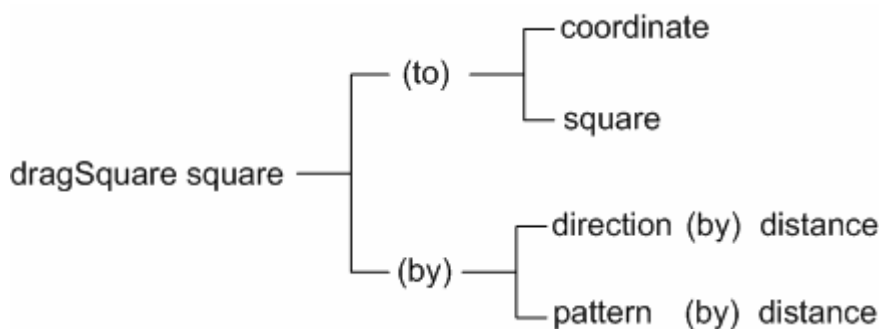 coordinate
(to)
square
dragSquare square
direction (by) distance
(by)
pattern (by) distance